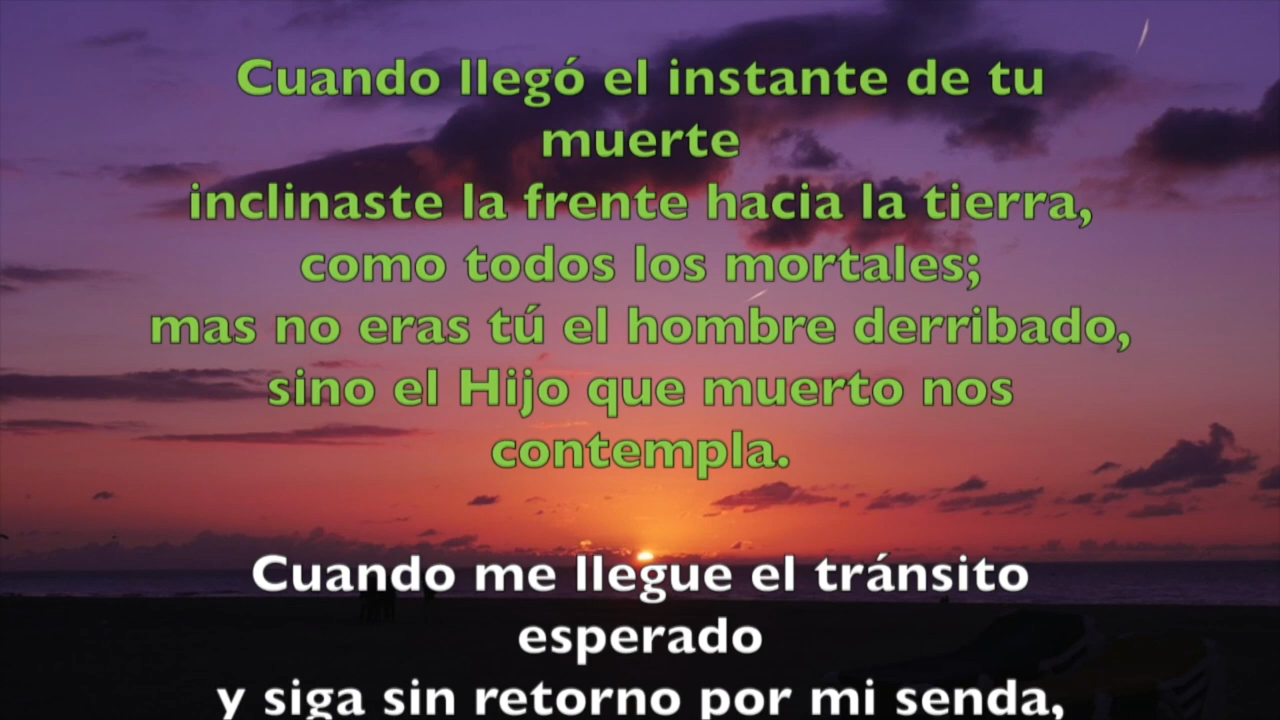 Cuando llegó el instante de tu
muerte
inclinaste la frente hacia la tierra,
como todos los mortales;
mas no eras tú el hombre derribado,
sino el Hijo que muerto nos
contempla.
Cuando me llegue el tránsito
esperado
y siga sin retorno por mi senda,